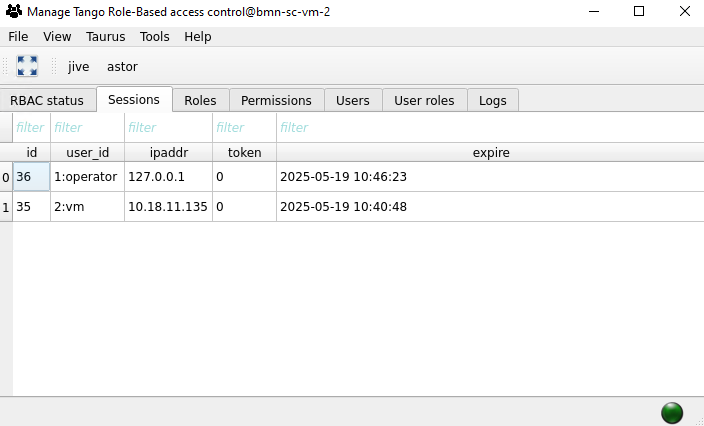 Manage Tango Role-Based access control@bmn-sc-vm-2
File View Taurus Tools Help
jive astor
RBAC status Sessions Roles Permissions Users User roles Logs
filter filter filter filter filter
id user_id ipaddr token expire
0 36 1:operator 127.0.0.1 0 2025-05-19 10:46:23
1 35 2:vm 10.18.11.135 0 2025-05-19 10:40:48